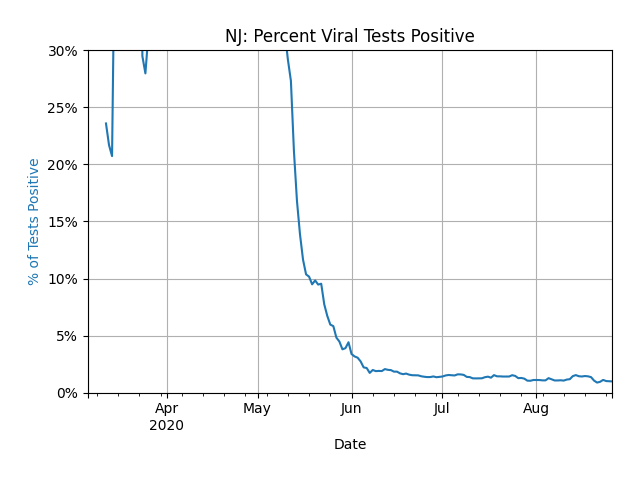 NJ: Percent Viral Tests Positive
30%
25%
20%
15%
10%
5%
0%
% of Tests Positive
Apr May Jun Jul Aug
2020
Date